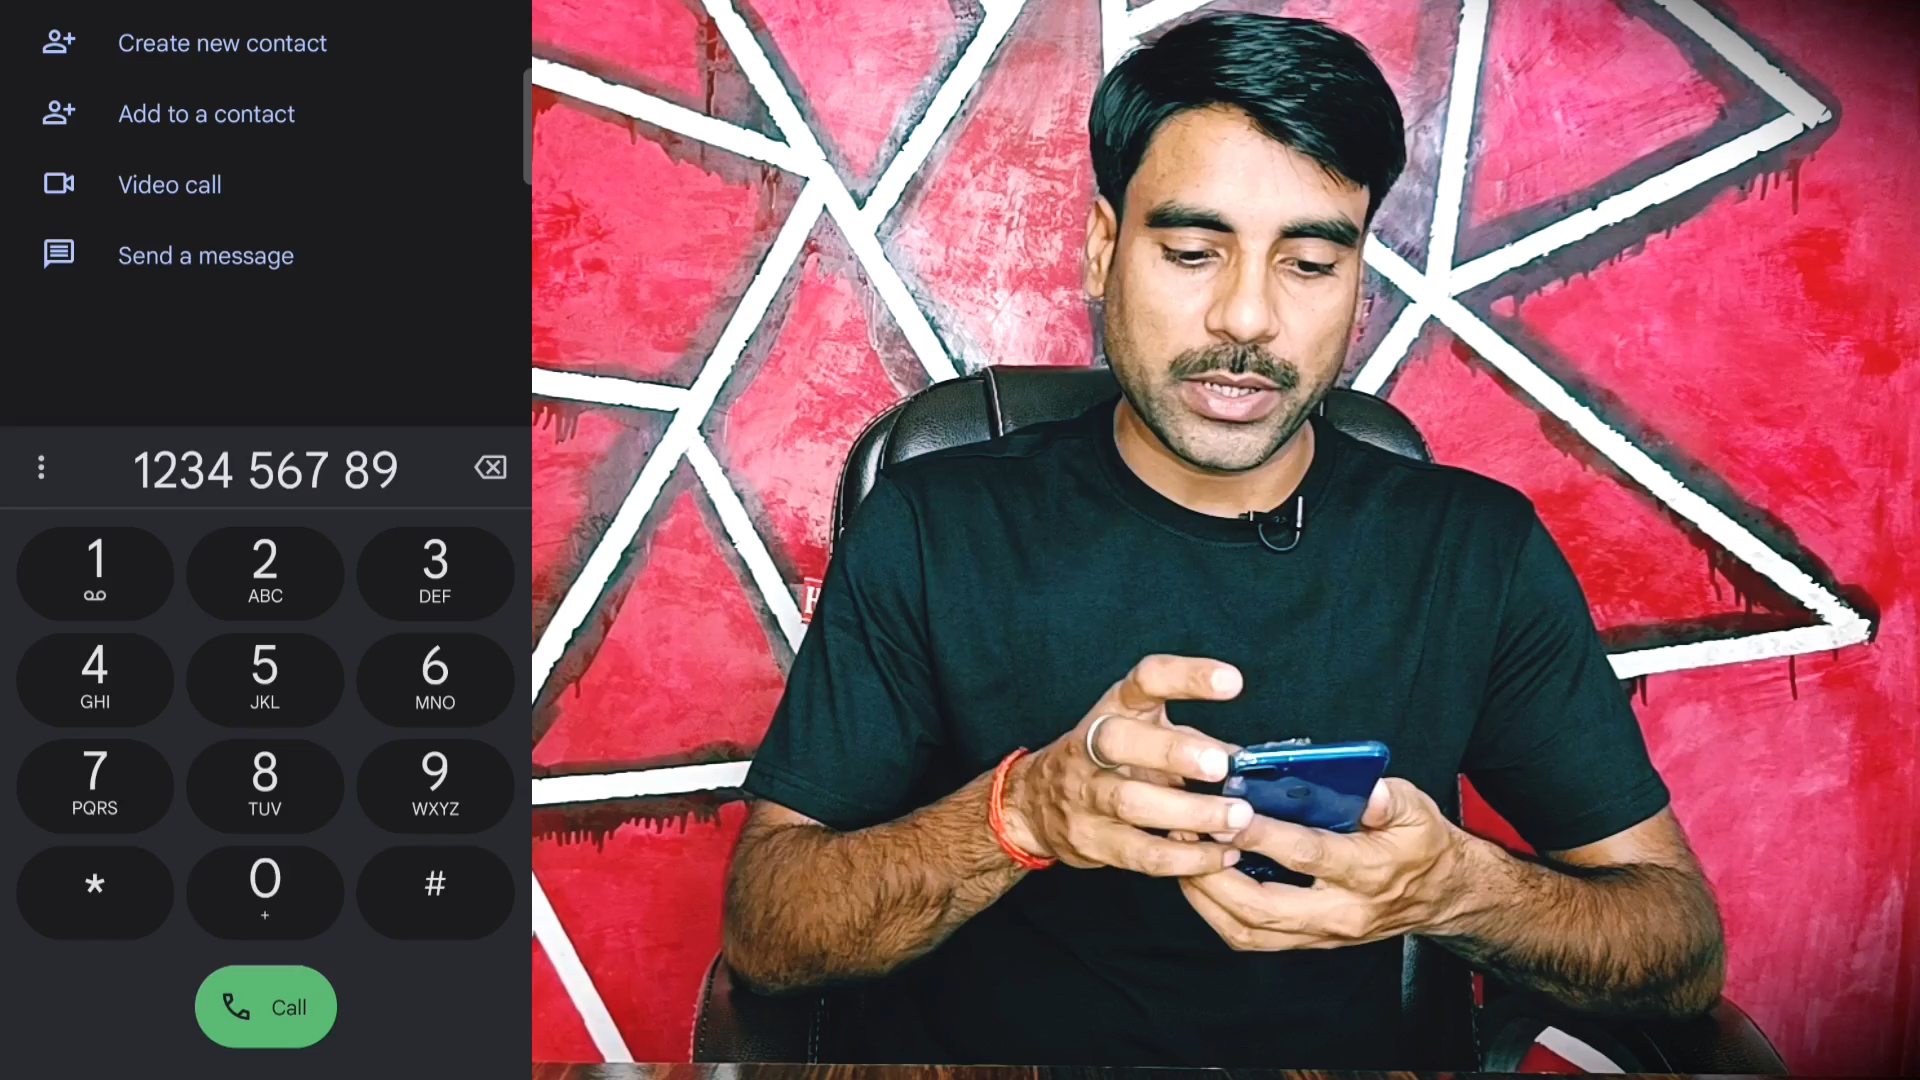 Create new contact
Add to a contact
Video call
Send a message
1234 567 89
1
2 ABC
3 DEF
4 GHI
5 JKL
6 MNO
7 PQRS
8 TUV
9 WXYZ
*
0 +
#
Call